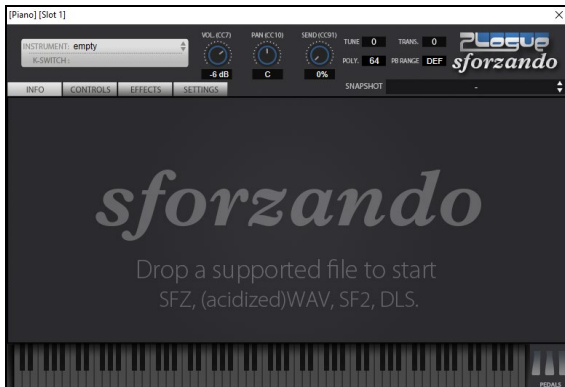 [Piano] [Slot 1]
VOL. (CC7) PAN (CC10) SEND (CC91) TUNE 0 TRANS. 0 Plogue
INSTRUMENT: empty
K-SWITCH : POLY. 64 PB RANGE DEF sforzando
-6 dB C 0%
INFO CONTROLS EFFECTS SETTINGS SNAPSHOT -
sforzando
Drop a supported file to start
SFZ, (acidized)WAV, SF2, DLS.
PEDALS